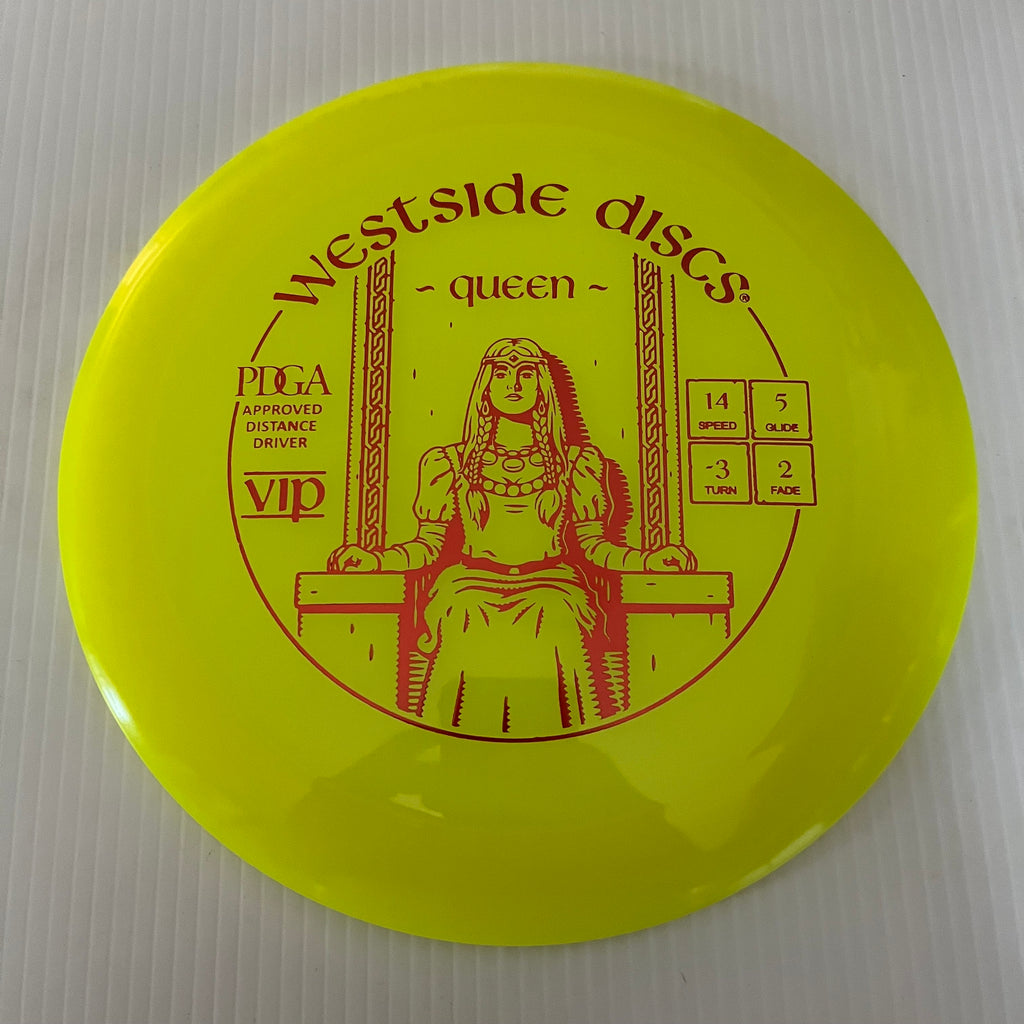 westside discs®
~ queen ~
PDGA
APPROVED
DISTANCE
DRIVER
VIP
14
SPEED
5
GLIDE
-3
TURN
2
FADE